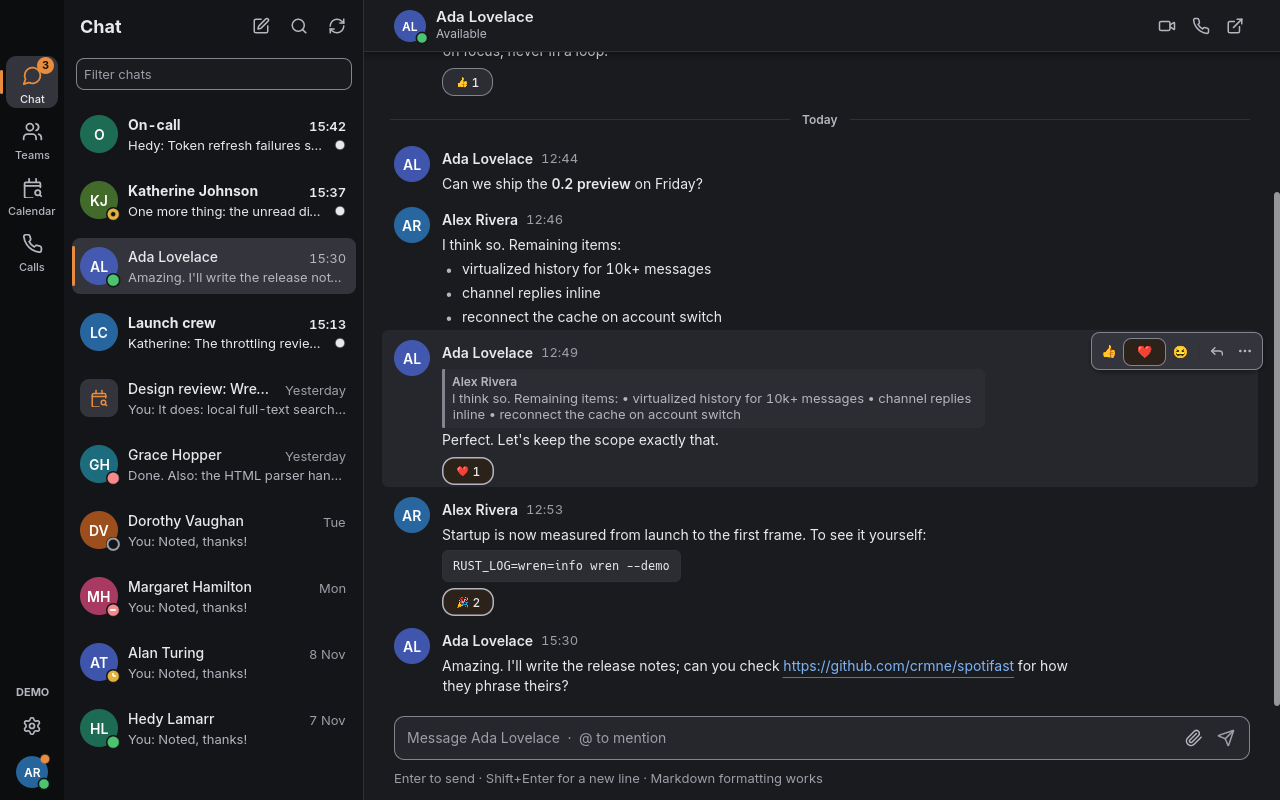 3
Chat
Teams
Calendar
Calls
DEMO
AR
Chat
Filter chats
O
On-call
15:42
Hedy: Token refresh failures s...
KJ
Katherine Johnson
15:37
One more thing: the unread di...
AL
Ada Lovelace
15:30
Amazing. I'll write the release not...
LC
Launch crew
15:13
Katherine: The throttling revie...
Design review: Wre...
Yesterday
You: It does: local full-text search...
GH
Grace Hopper
Yesterday
Done. Also: the HTML parser han...
DV
Dorothy Vaughan
Tue
You: Noted, thanks!
MH
Margaret Hamilton
Mon
You: Noted, thanks!
AT
Alan Turing
8 Nov
You: Noted, thanks!
HL
Hedy Lamarr
7 Nov
You: Noted, thanks!
AL
Ada Lovelace
Available
on focus, never in a loop.
👍 1
Today
AL
Ada Lovelace 12:44
Can we ship the 0.2 preview on Friday?
AR
Alex Rivera 12:46
I think so. Remaining items:
• virtualized history for 10k+ messages
• channel replies inline
• reconnect the cache on account switch
AL
Ada Lovelace 12:49
Alex Rivera
I think so. Remaining items: • virtualized history for 10k+ messages • channel replies
inline • reconnect the cache on account switch
Perfect. Let's keep the scope exactly that.
❤️ 1
AR
Alex Rivera 12:53
Startup is now measured from launch to the first frame. To see it yourself:
RUST_LOG=wren=info wren --demo
🎉 2
AL
Ada Lovelace 15:30
Amazing. I'll write the release notes; can you check https://github.com/crmne/spotifast for how
they phrase theirs?
Message Ada Lovelace · @ to mention
Enter to send · Shift+Enter for a new line · Markdown formatting works